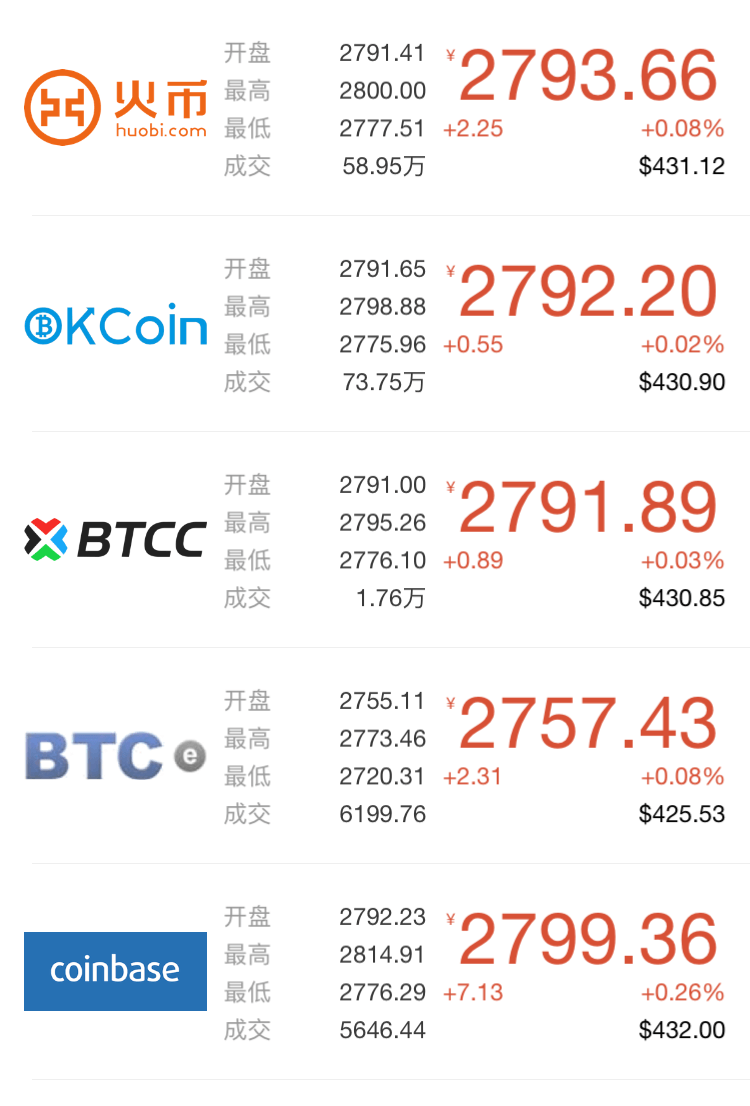 火币
huobi.com
开盘 2791.41 ¥2793.66
最高 2800.00
最低 2777.51 +2.25 +0.08%
成交 58.95万 $431.12
OKCoin
开盘 2791.65 ¥2792.20
最高 2798.88
最低 2775.96 +0.55 +0.02%
成交 73.75万 $430.90
BTCC
开盘 2791.00 ¥2791.89
最高 2795.26
最低 2776.10 +0.89 +0.03%
成交 1.76万 $430.85
BTC e
开盘 2755.11 ¥2757.43
最高 2773.46
最低 2720.31 +2.31 +0.08%
成交 6199.76 $425.53
coinbase
开盘 2792.23 ¥2799.36
最高 2814.91
最低 2776.29 +7.13 +0.26%
成交 5646.44 $432.00